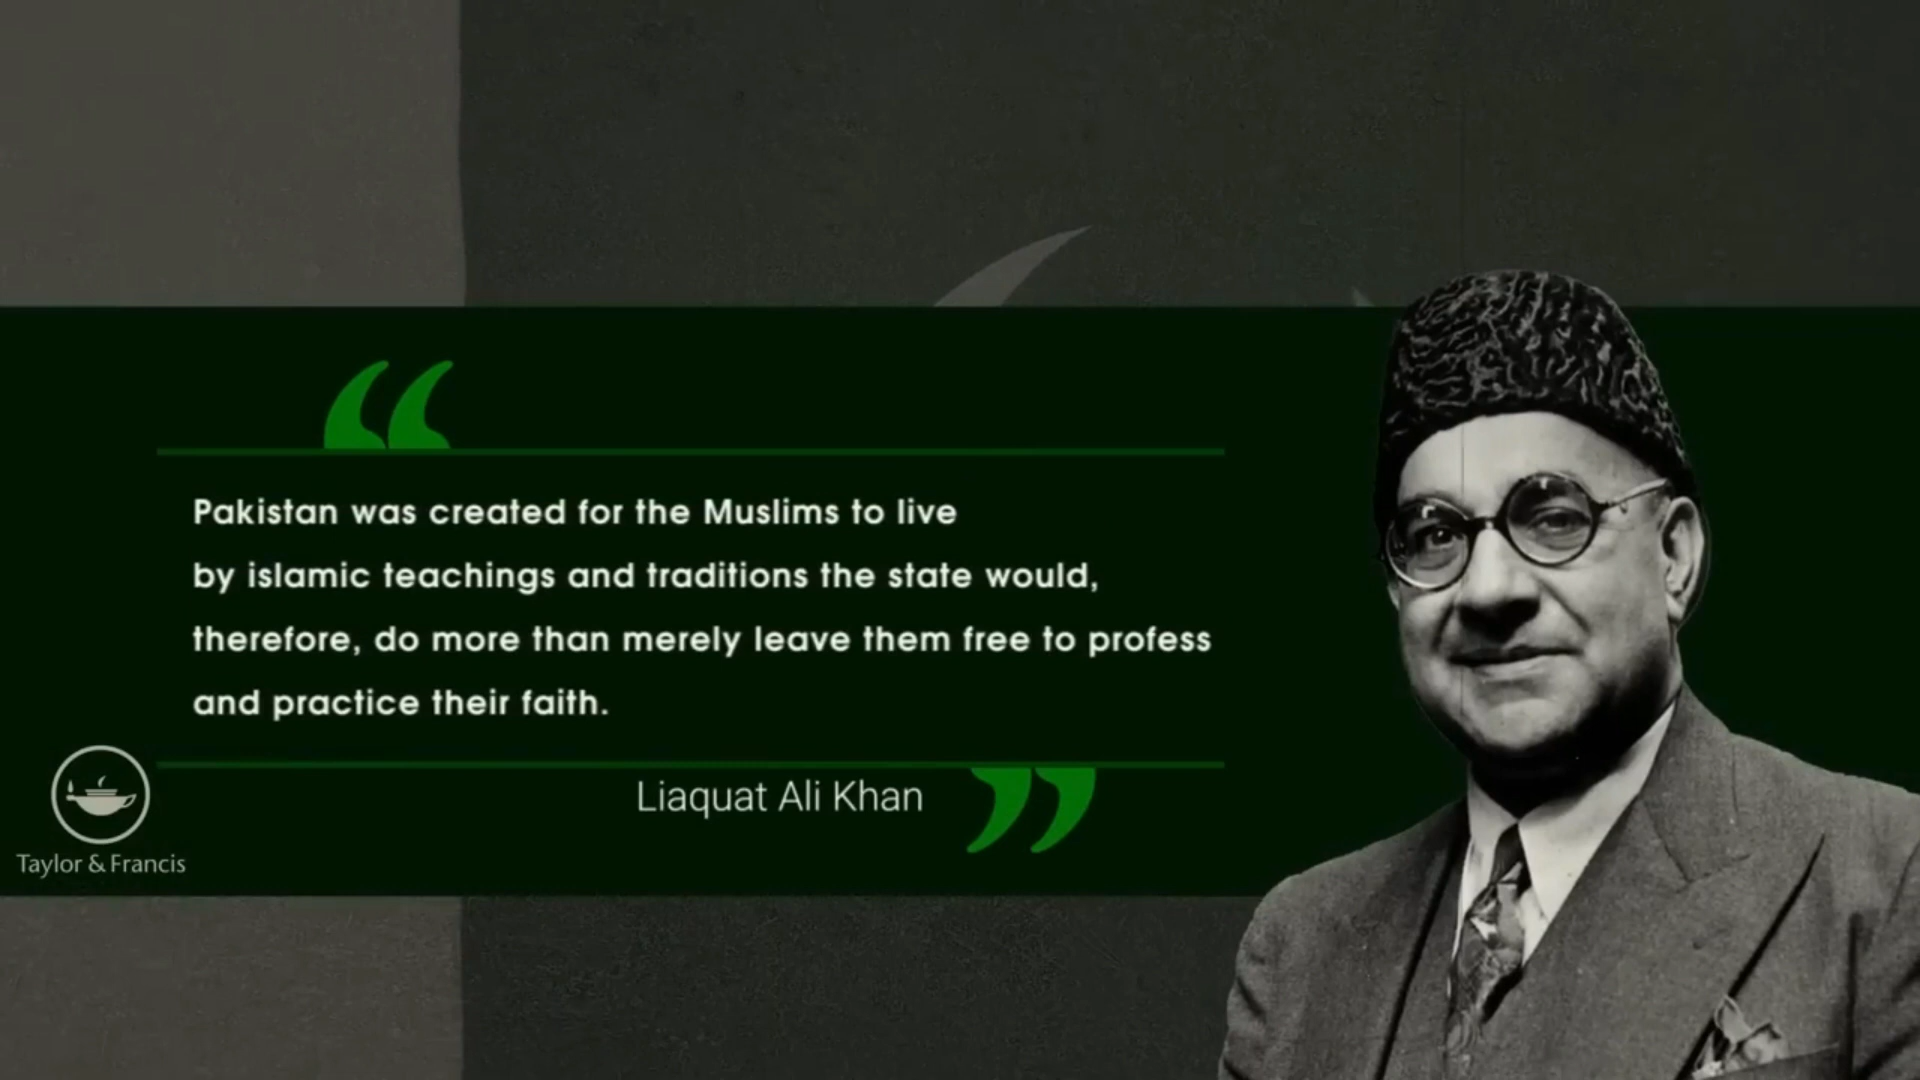 Pakistan was created for the Muslims to live
by islamic teachings and traditions the state would,
therefore, do more than merely leave them free to profess
and practice their faith.
Liaquat Ali Khan
Taylor & Francis